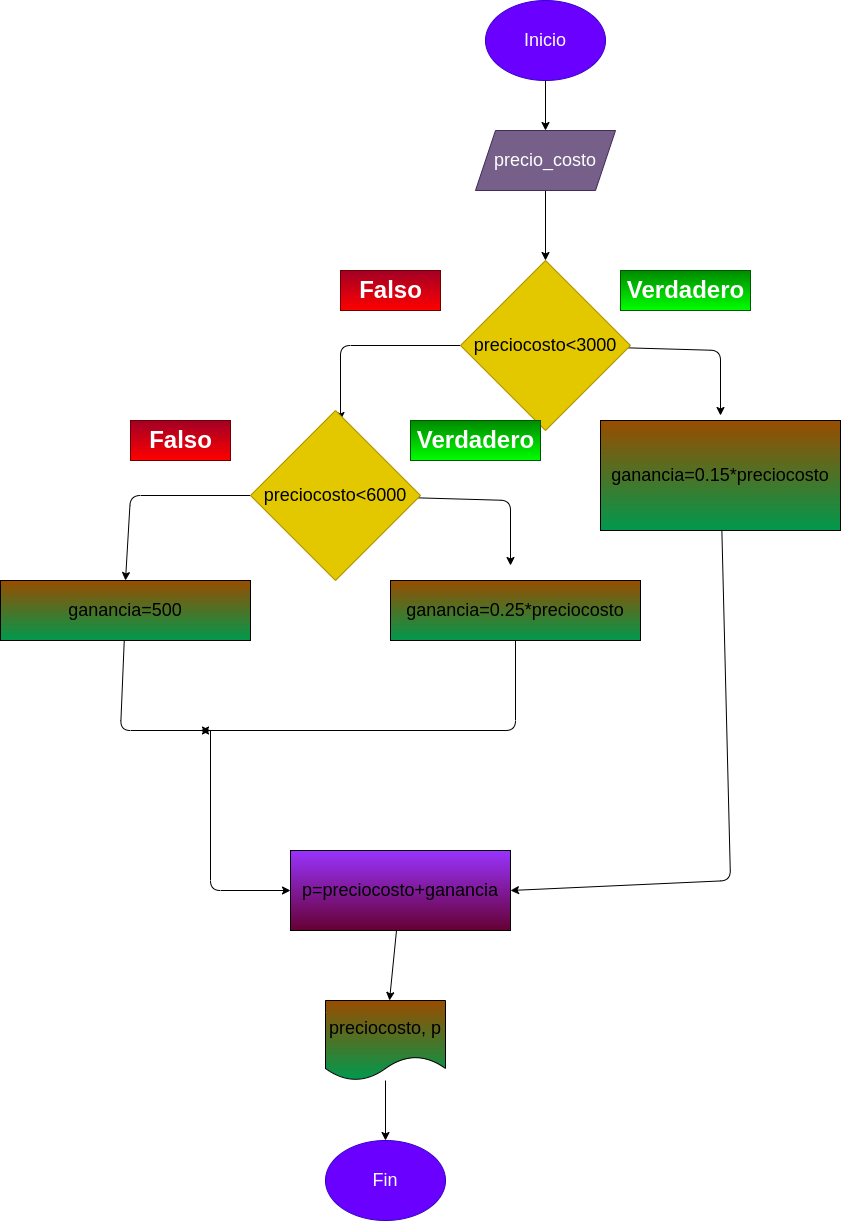 Inicio
precio_costo
Falso
Verdadero
preciocosto<3000
Falso
Verdadero
ganancia=0.15*preciocosto
preciocosto<6000
ganancia=500
ganancia=0.25*preciocosto
p=preciocosto+ganancia
preciocosto, p
Fin